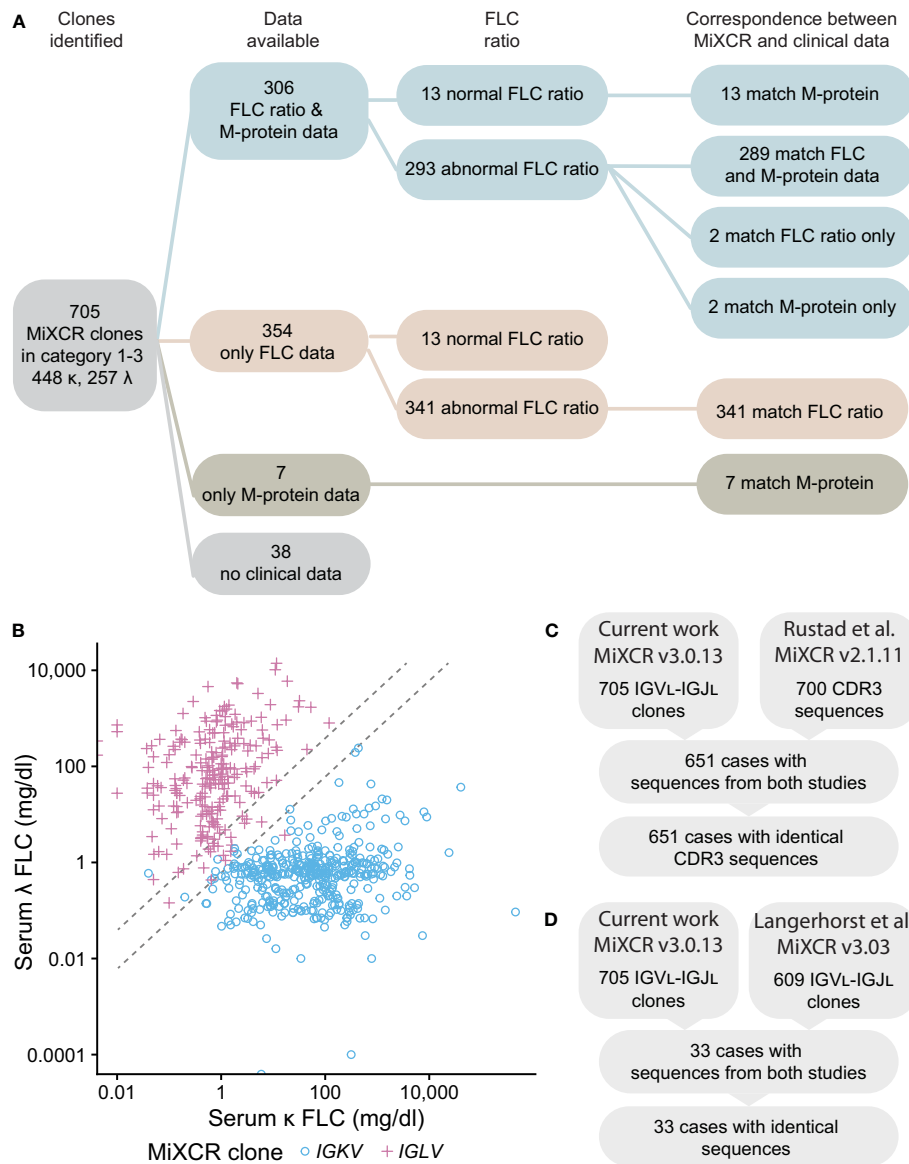 A
Clones
identified
Data
available
FLC
ratio
Correspondence between
MiXCR and clinical data
306
FLC ratio &
M-protein data
13 normal FLC ratio
13 match M-protein
293 abnormal FLC ratio
289 match FLC
and M-protein data
2 match FLC ratio only
2 match M-protein only
705
MiXCR clones
in category 1-3
448 κ, 257 λ
354
only FLC data
13 normal FLC ratio
341 abnormal FLC ratio
341 match FLC ratio
7
only M-protein data
7 match M-protein
38
no clinical data
B
Serum λ FLC (mg/dl)
10,000
100
1
0.01
0.0001
0.01
1
100
10,000
Serum κ FLC (mg/dl)
MiXCR clone IGKV IGLV
C
Current work
MiXCR v3.0.13
705 IGVL-IGJL
clones
Rustad et al.
MiXCR v2.1.11
700 CDR3
sequences
651 cases with
sequences from both studies
651 cases with identical
CDR3 sequences
D
Current work
MiXCR v3.0.13
705 IGVL-IGJL
clones
Langerhorst et al
MiXCR v3.03
609 IGVL-IGJL
clones
33 cases with
sequences from both studies
33 cases with identical
sequences